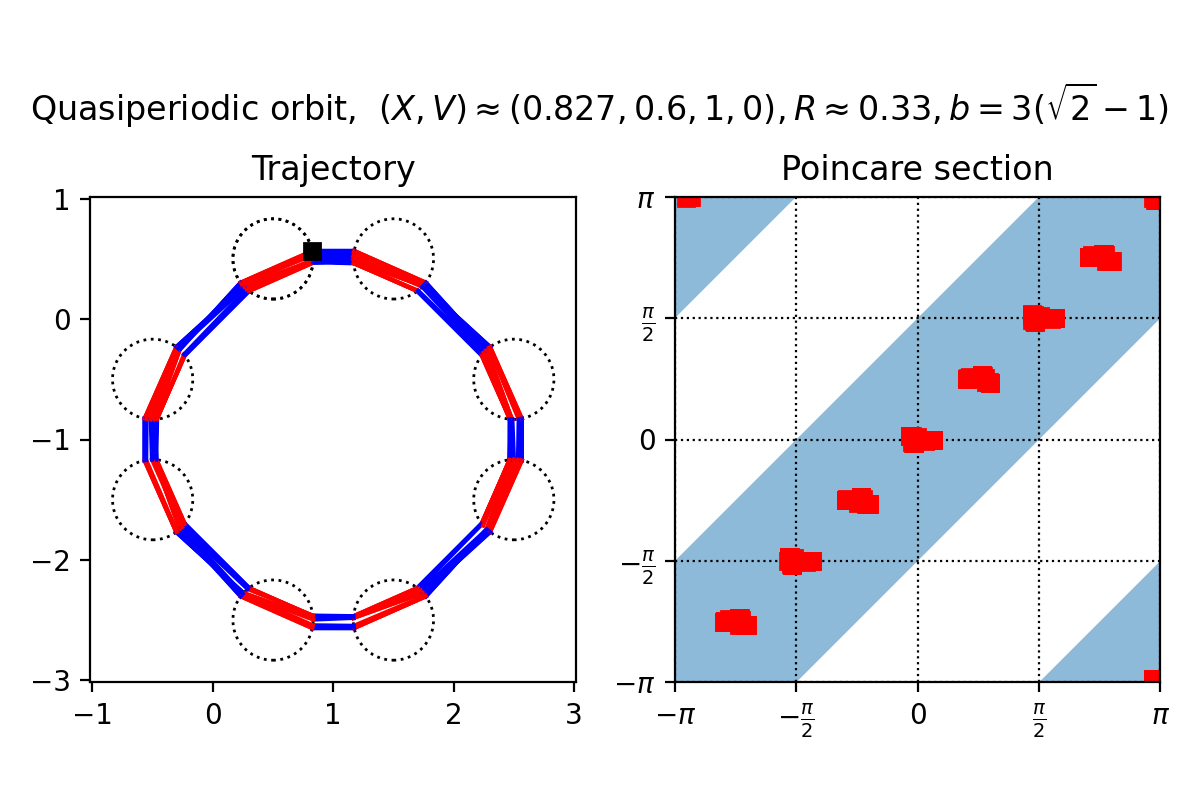 Quasiperiodic orbit, (X, V) ≈ (0.827, 0.6, 1, 0), R ≈ 0.33, b = 3(√2 − 1)
Trajectory
Poincare section
1
0
−1
−2
−3
−1
0
1
2
3
π
π/2
0
−π/2
−π
−π
−π/2
0
π/2
π